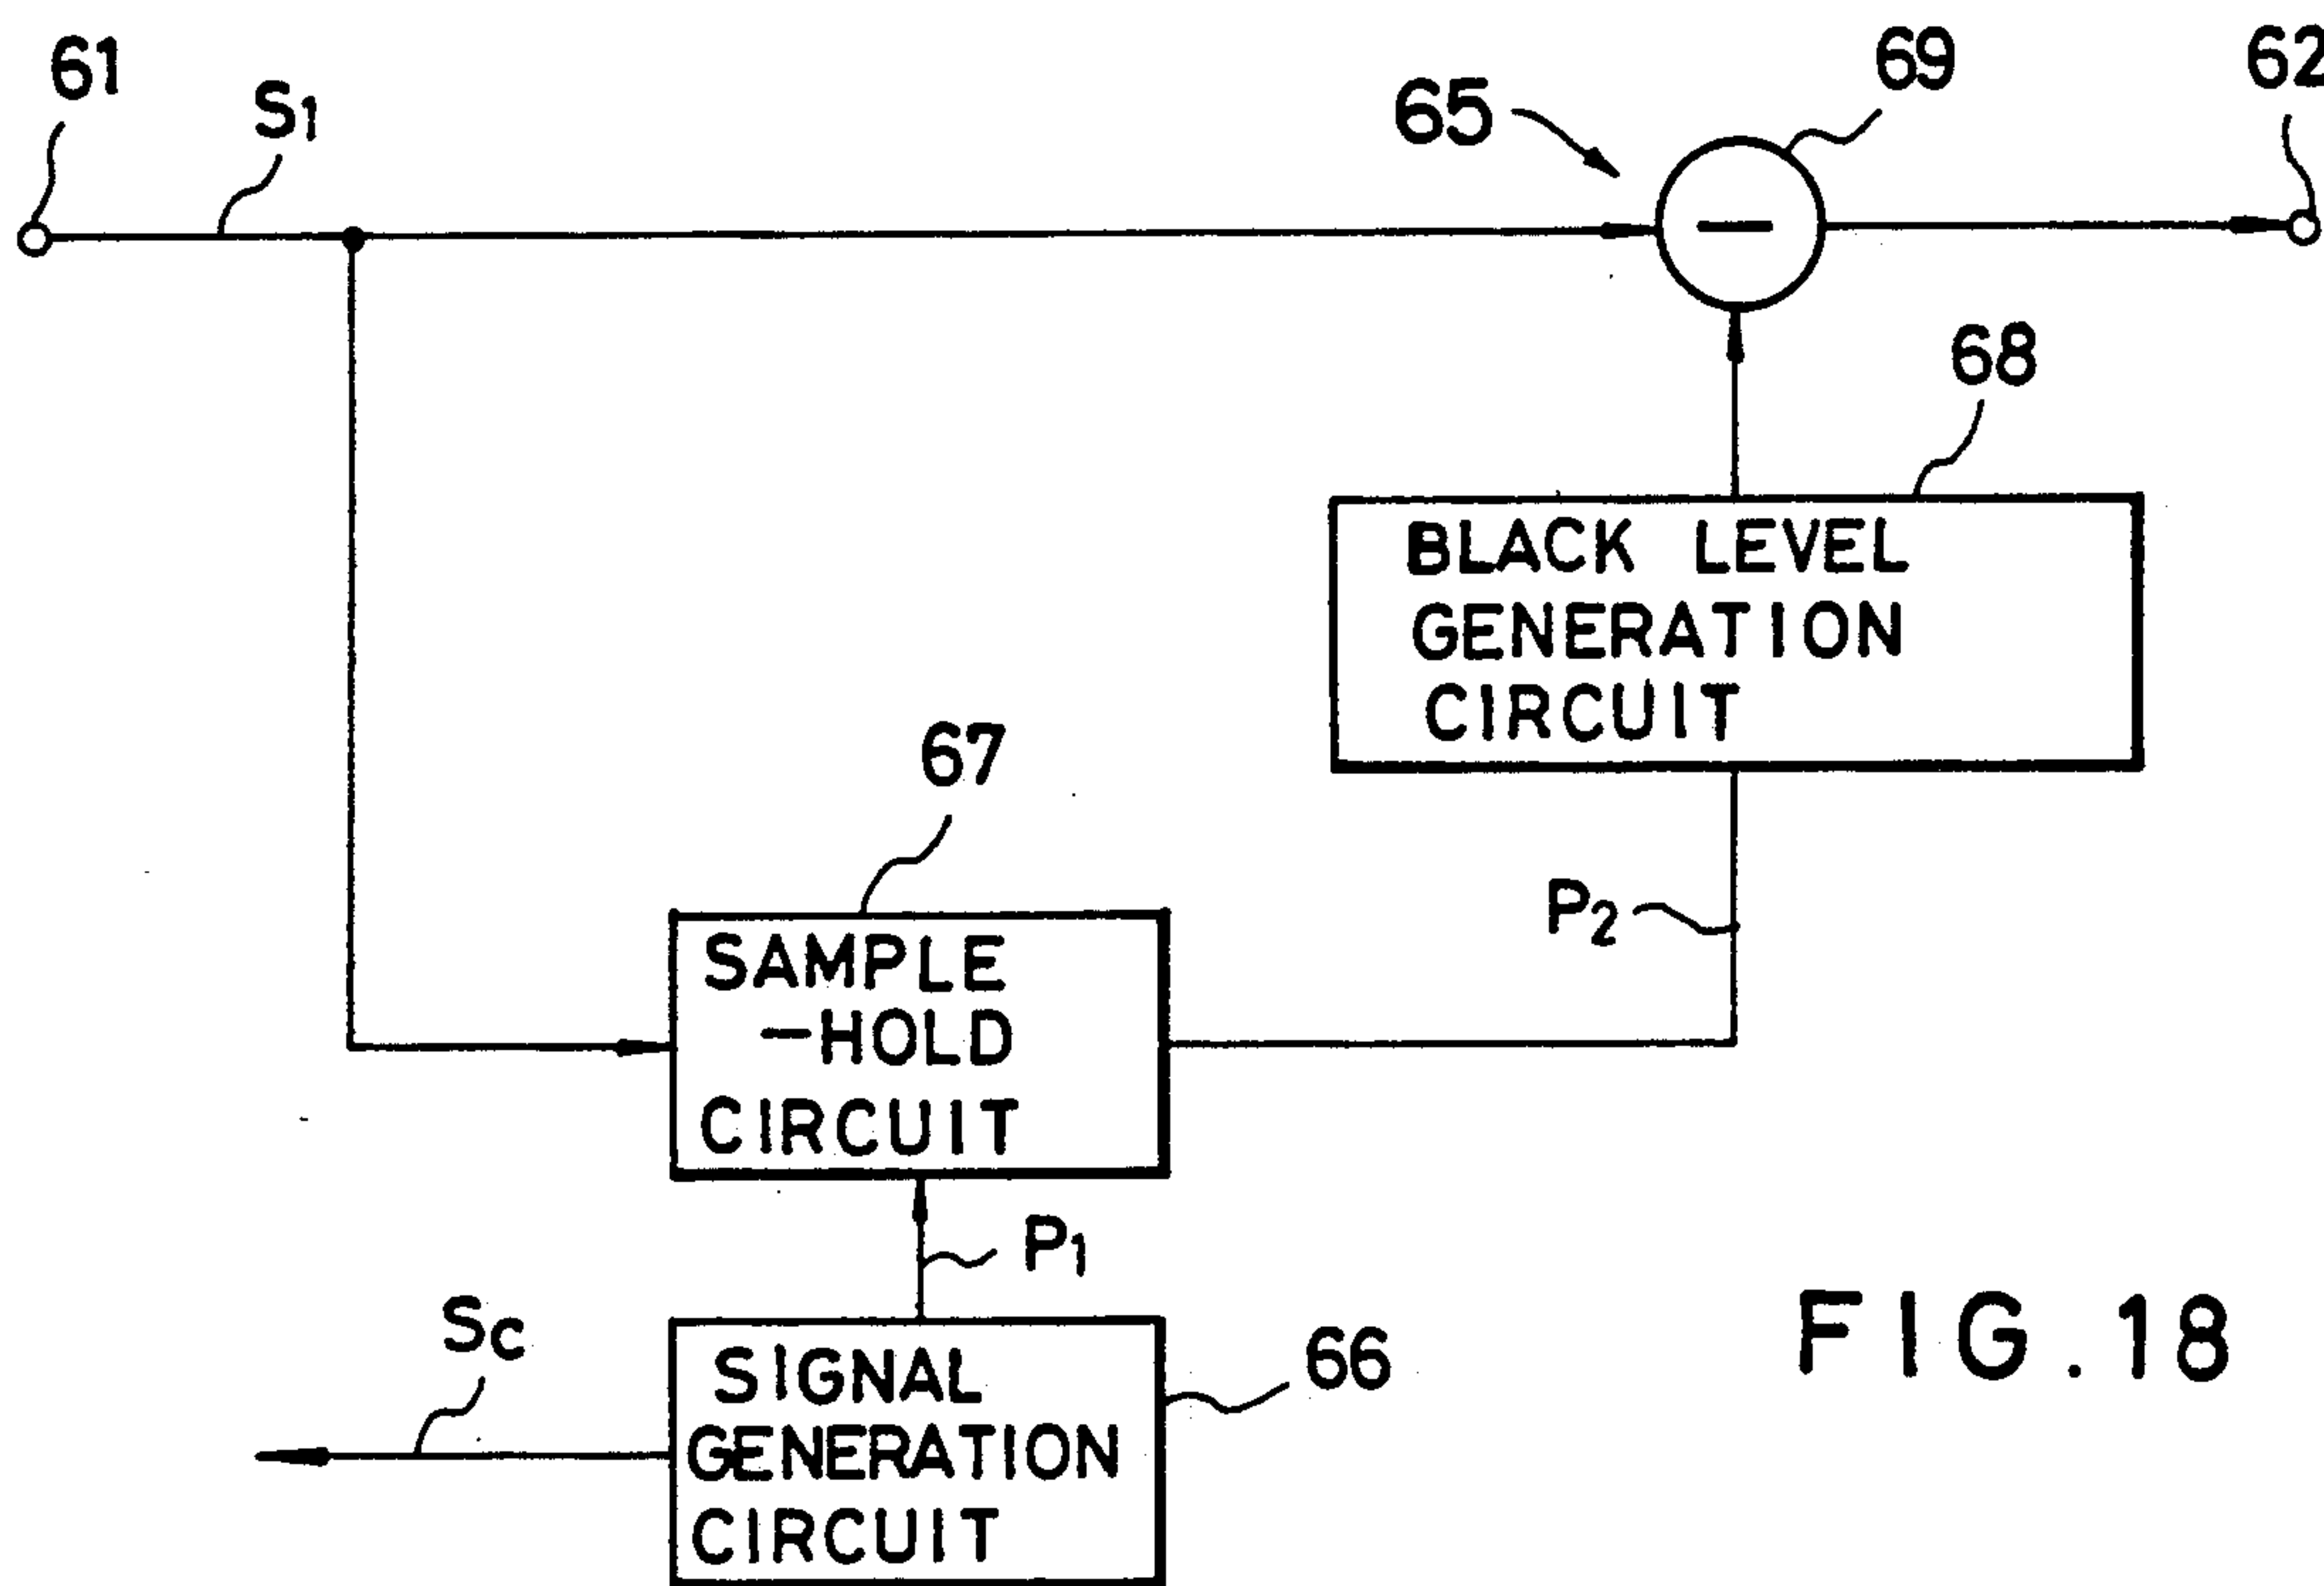 61
S1
65
69
62
68
BLACK LEVEL
GENERATION
CIRCUIT
67
SAMPLE
-HOLD
CIRCUIT
P2
P1
SC
SIGNAL
GENERATION
CIRCUIT
66
FIG.18